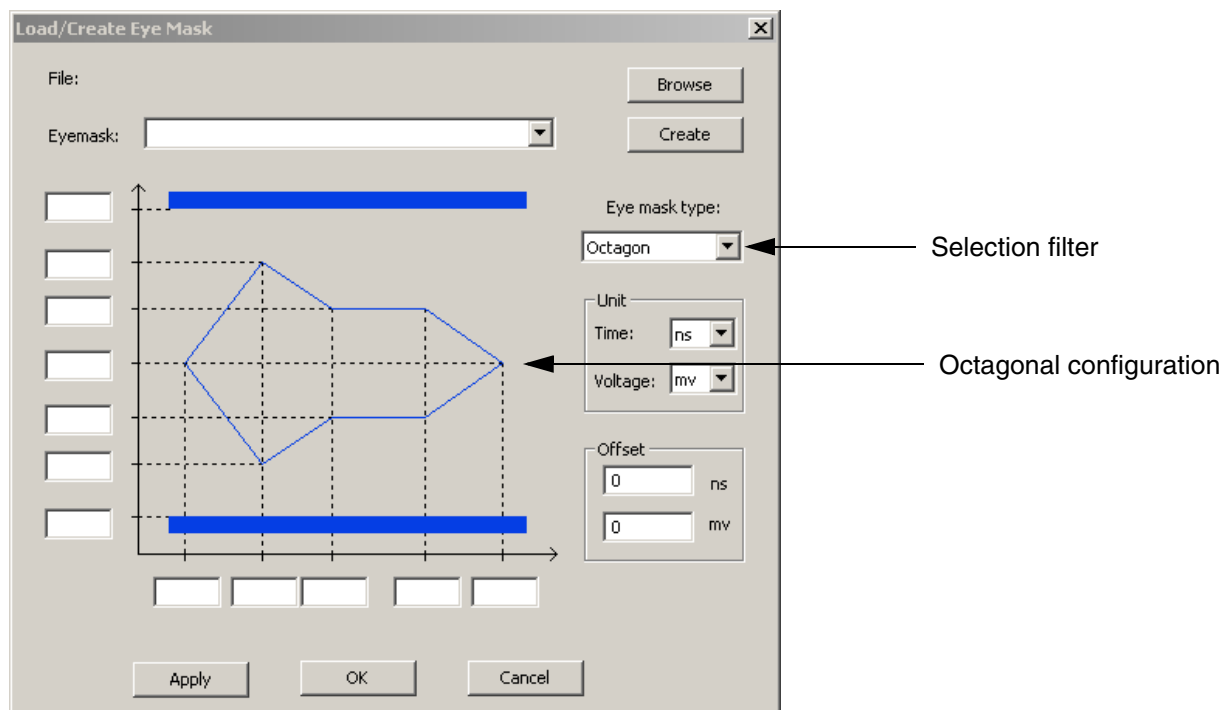 Load/Create Eye Mask
File:
Browse
Eyemask:
Create
Eye mask type:
Octagon
Selection filter
Unit
Time:
ns
Octagonal configuration
Voltage:
mv
Offset
0
ns
0
mv
Apply
OK
Cancel